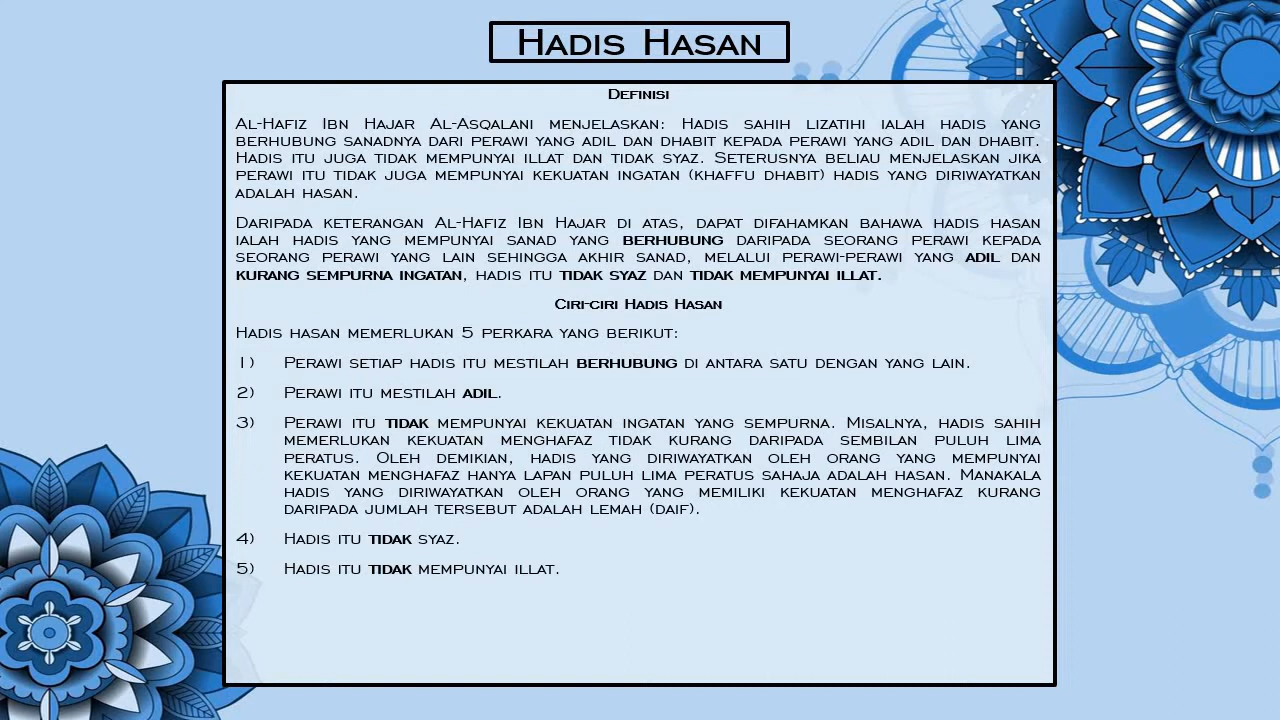 Hadis Hasan
Definisi
Al-Hafiz Ibn Hajar Al-Asqalani menjelaskan: Hadis sahih lizatihi ialah hadis yang
berhubung sanadnya dari perawi yang adil dan dhabit kepada perawi yang adil dan dhabit.
Hadis itu juga tidak mempunyai illat dan tidak syaz. Seterusnya beliau menjelaskan jika
perawi itu tidak juga mempunyai kekuatan ingatan (khaffu dhabit) hadis yang diriwayatkan
adalah hasan.
Daripada keterangan Al-Hafiz Ibn Hajar di atas, dapat difahamkan bahawa hadis hasan
ialah hadis yang mempunyai sanad yang berhubung daripada seorang perawi kepada
seorang perawi yang lain sehingga akhir sanad, melalui perawi-perawi yang adil dan
kurang sempurna ingatan, hadis itu tidak syaz dan tidak mempunyai illat.
Ciri-ciri Hadis Hasan
Hadis hasan memerlukan 5 perkara yang berikut:
1) Perawi setiap hadis itu mestilah berhubung di antara satu dengan yang lain.
2) Perawi itu mestilah adil.
3) Perawi itu tidak mempunyai kekuatan ingatan yang sempurna. Misalnya, hadis sahih
memerlukan kekuatan menghafaz tidak kurang daripada sembilan puluh lima
peratus. Oleh demikian, hadis yang diriwayatkan oleh orang yang mempunyai
kekuatan menghafaz hanya lapan puluh lima peratus sahaja adalah hasan. Manakala
hadis yang diriwayatkan oleh orang yang memiliki kekuatan menghafaz kurang
daripada jumlah tersebut adalah lemah (daif).
4) Hadis itu tidak syaz.
5) Hadis itu tidak mempunyai illat.